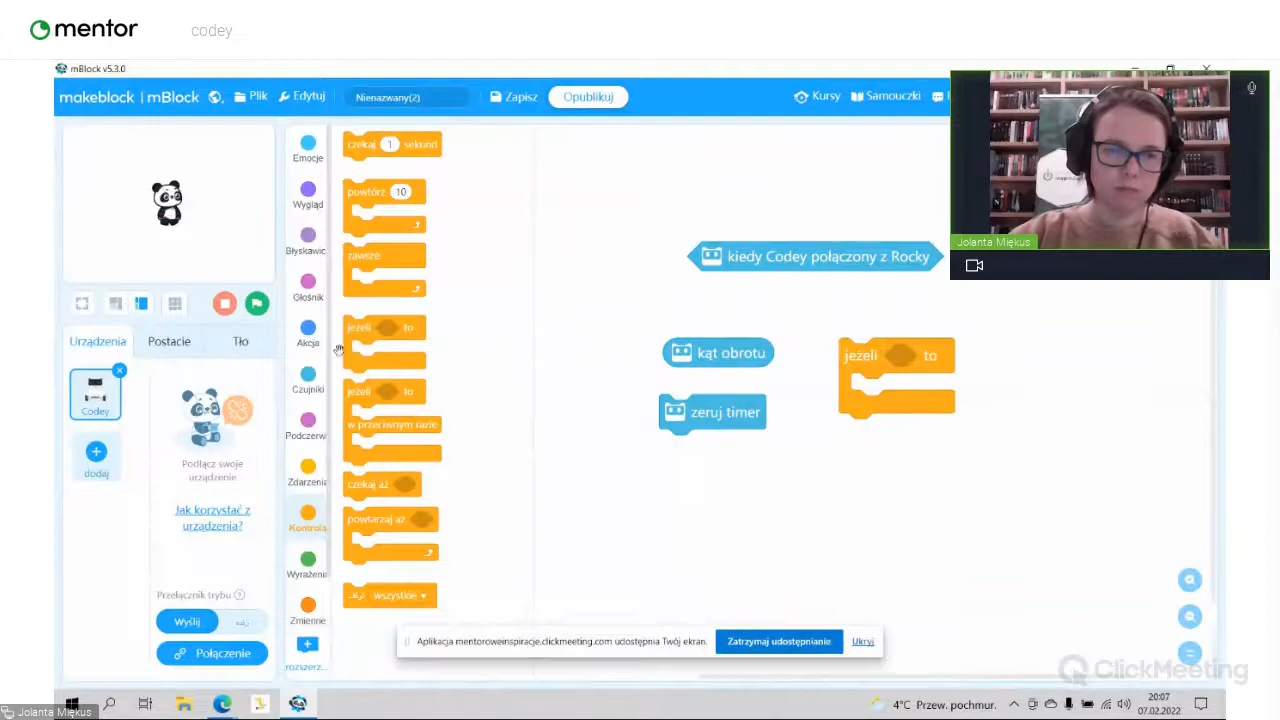 mentor
codey
mBlock v5.3.0
makeblock | mBlock
Plik
Edytuj
Nienazwany(2)
Zapisz
Opublikuj
Kursy
Samouczki
Jolanta Miękus
Emocje
Wygląd
Błyskawic
Głośnik
Akcja
Czujniki
Podczerw
Zdarzenia
Kontrola
Wyrażenia
Zmienne
rozszerz...
czekaj 1 sekund
powtórz 10
zawsze
jeżeli to
jeżeli to
w przeciwnym razie
czekaj aż
powtarzaj aż
wszystkie
kiedy Codey połączony z Rocky
kąt obrotu
zeruj timer
jeżeli to
Urządzenia
Postacie
Tło
Codey
dodaj
Podłącz swoje
urządzenie
Jak korzystać z
urządzenia?
Przełącznik trybu ?
Wyślij
Połączenie
Aplikacja mentoroweinspiracje.clickmeeting.com udostępnia Twój ekran.
Zatrzymaj udostępnianie
Ukryj
ClickMeeting
Jolanta Miękus
4°C Przew. pochmur.
20:07
07.02.2022